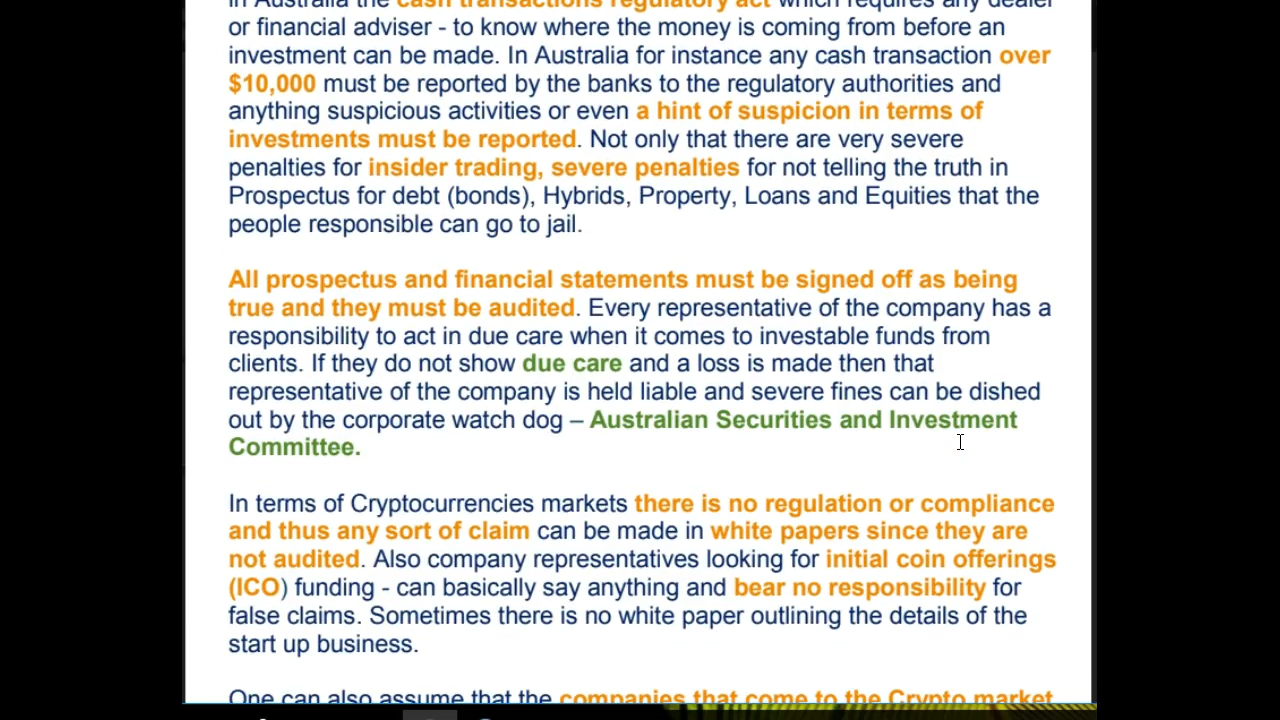 In Australia the cash transactions regulatory act which requires any dealer
or financial adviser - to know where the money is coming from before an
investment can be made. In Australia for instance any cash transaction over
$10,000 must be reported by the banks to the regulatory authorities and
anything suspicious activities or even a hint of suspicion in terms of
investments must be reported. Not only that there are very severe
penalties for insider trading, severe penalties for not telling the truth in
Prospectus for debt (bonds), Hybrids, Property, Loans and Equities that the
people responsible can go to jail.
All prospectus and financial statements must be signed off as being
true and they must be audited. Every representative of the company has a
responsibility to act in due care when it comes to investable funds from
clients. If they do not show due care and a loss is made then that
representative of the company is held liable and severe fines can be dished
out by the corporate watch dog – Australian Securities and Investment
Committee.
In terms of Cryptocurrencies markets there is no regulation or compliance
and thus any sort of claim can be made in white papers since they are
not audited. Also company representatives looking for initial coin offerings
(ICO) funding - can basically say anything and bear no responsibility for
false claims. Sometimes there is no white paper outlining the details of the
start up business.
One can also assume that the companies that come to the Crypto market